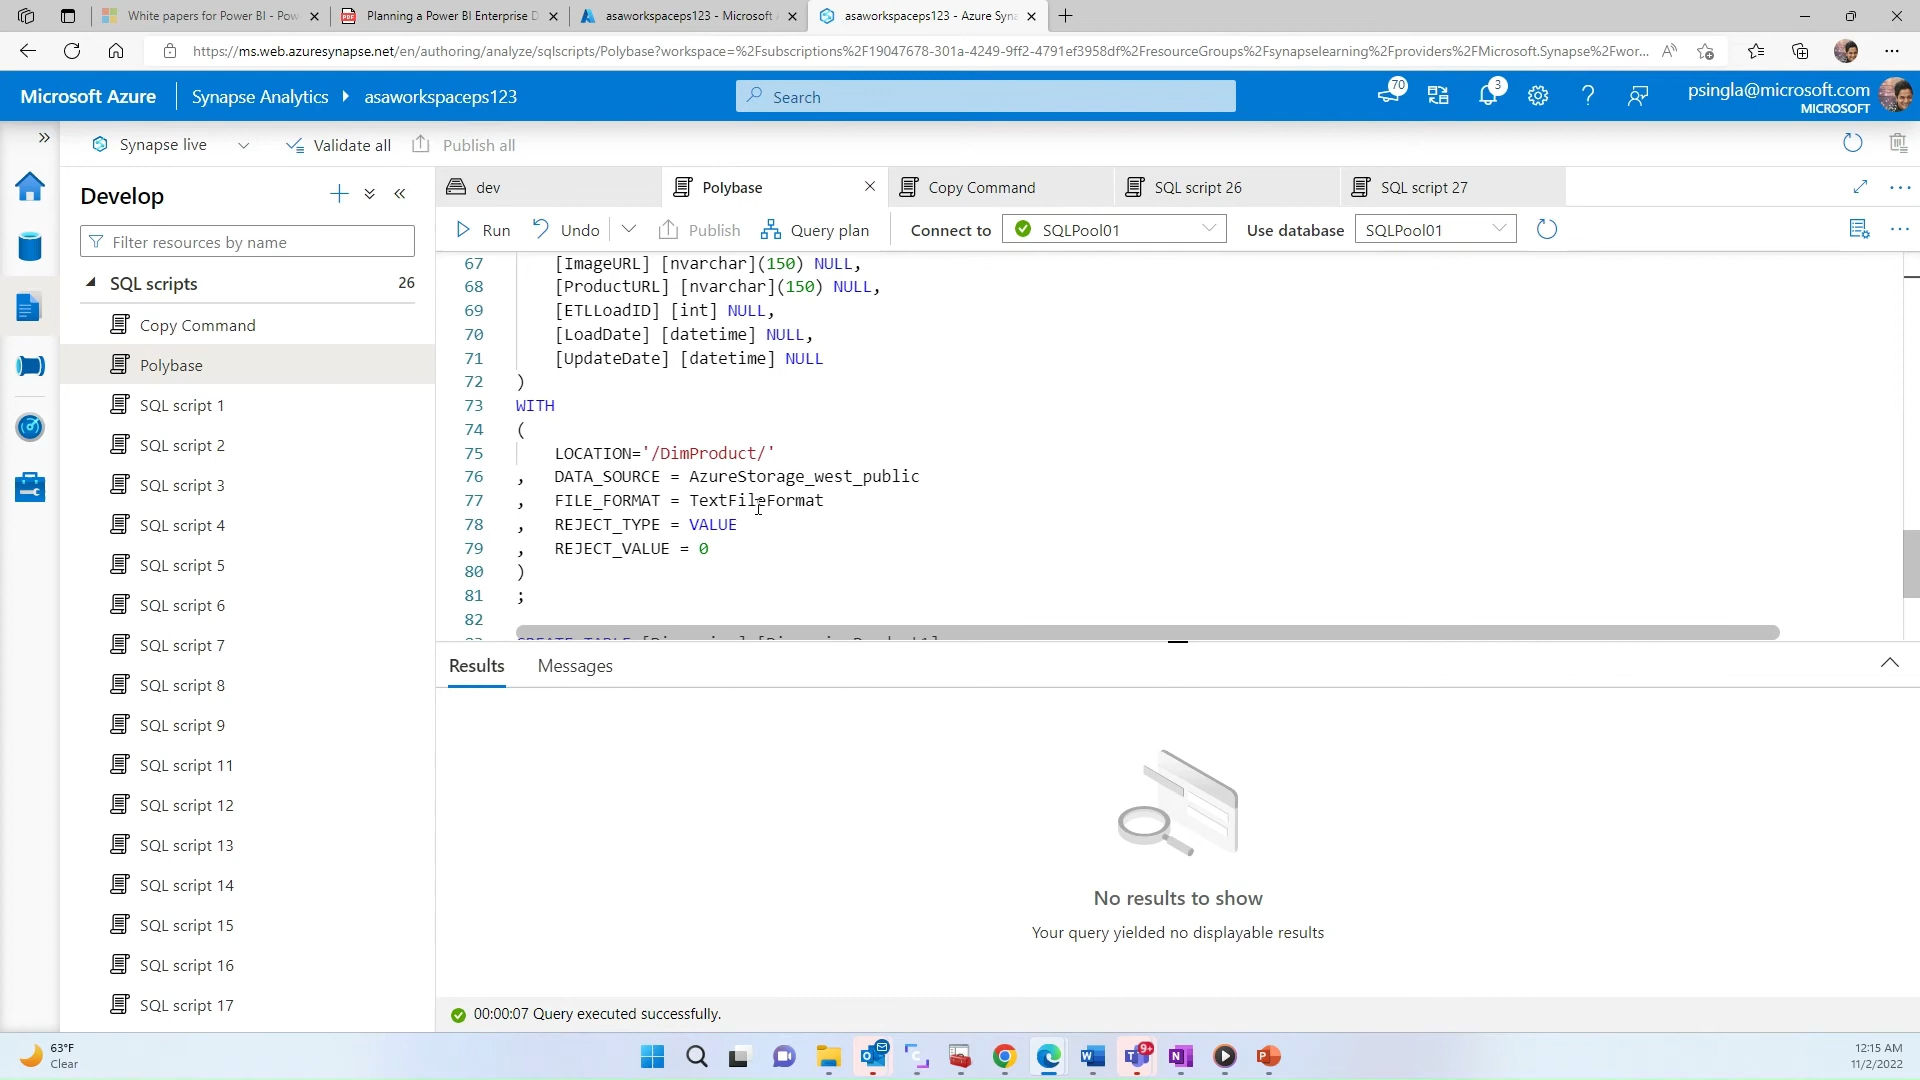 White papers for Power BI - Pow
Planning a Power BI Enterprise D
asaworkspaceps123 - Microsoft
asaworkspaceps123 - Azure Syna
https://ms.web.azuresynapse.net/en/authoring/analyze/sqlscripts/Polybase?workspace=%2Fsubscriptions%2F19047678-301a-4249-9ff2-4791ef3958df%2FresourceGroups%2Fsynapselearning%2Fproviders%2FMicrosoft.Synapse%2Fwor...
Microsoft Azure
Synapse Analytics
asaworkspaceps123
Search
70
3
psingla@microsoft.com
MICROSOFT
Synapse live
Validate all
Publish all
Develop
Filter resources by name
SQL scripts 26
Copy Command
Polybase
SQL script 1
SQL script 2
SQL script 3
SQL script 4
SQL script 5
SQL script 6
SQL script 7
SQL script 8
SQL script 9
SQL script 11
SQL script 12
SQL script 13
SQL script 14
SQL script 15
SQL script 16
SQL script 17
dev
Polybase
Copy Command
SQL script 26
SQL script 27
Run
Undo
Publish
Query plan
Connect to
SQLPool01
Use database
SQLPool01
67 [ImageURL] [nvarchar](150) NULL,
68 [ProductURL] [nvarchar](150) NULL,
69 [ETLLoadID] [int] NULL,
70 [LoadDate] [datetime] NULL,
71 [UpdateDate] [datetime] NULL
72 )
73 WITH
74 (
75 LOCATION='/DimProduct/'
76 , DATA_SOURCE = AzureStorage_west_public
77 , FILE_FORMAT = TextFileFormat
78 , REJECT_TYPE = VALUE
79 , REJECT_VALUE = 0
80 )
81 ;
82
Results
Messages
No results to show
Your query yielded no displayable results
00:00:07 Query executed successfully.
63°F
Clear
9+
12:15 AM
11/2/2022